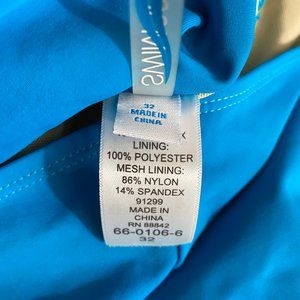 32
MADE IN
CHINA
LINING:
100% POLYESTER
MESH LINING:
86% NYLON
14% SPANDEX
91299
MADE IN
CHINA
RN 88842
66-0106-6
32